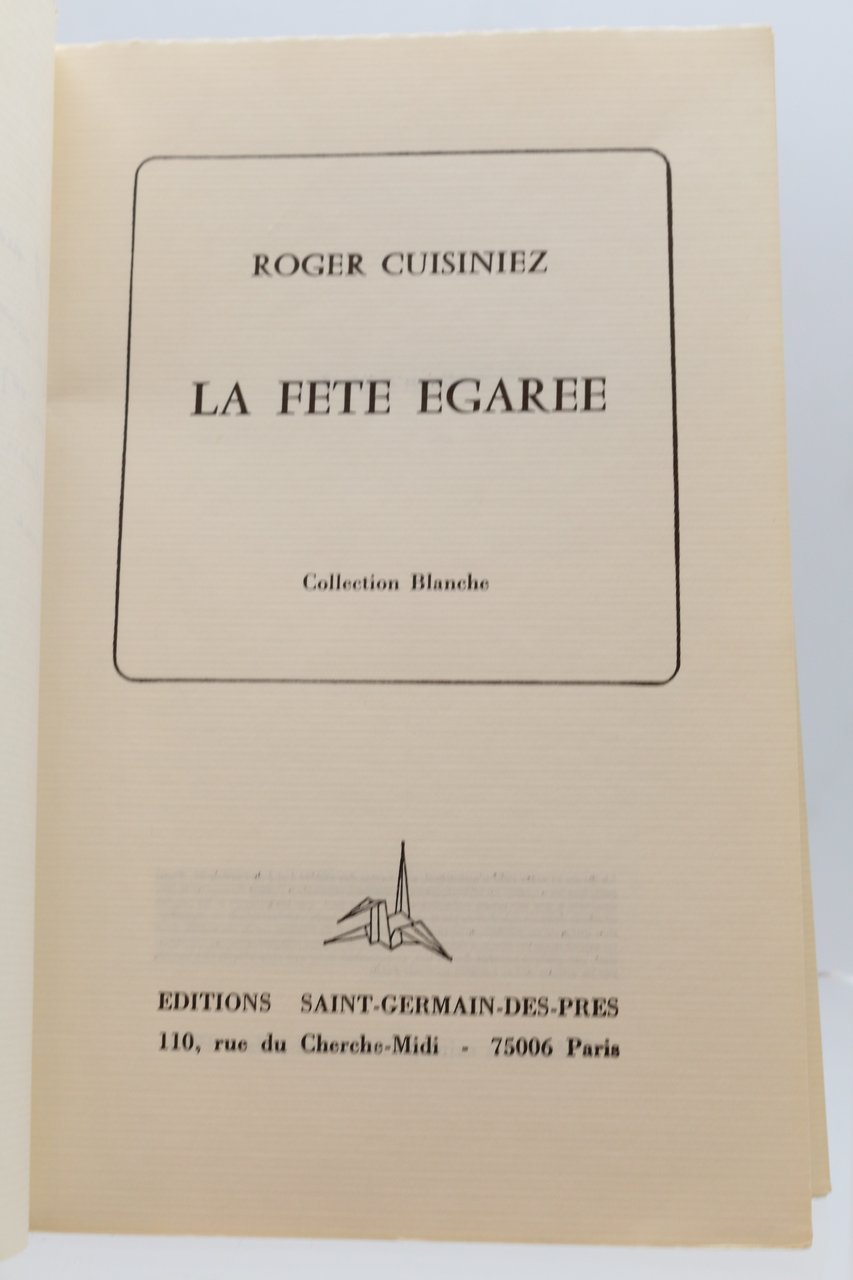 ROGER CUISINIEZ
LA FETE EGAREE
Collection Blanche
EDITIONS SAINT-GERMAIN-DES-PRES
110, rue du Cherche-Midi - 75006 Paris